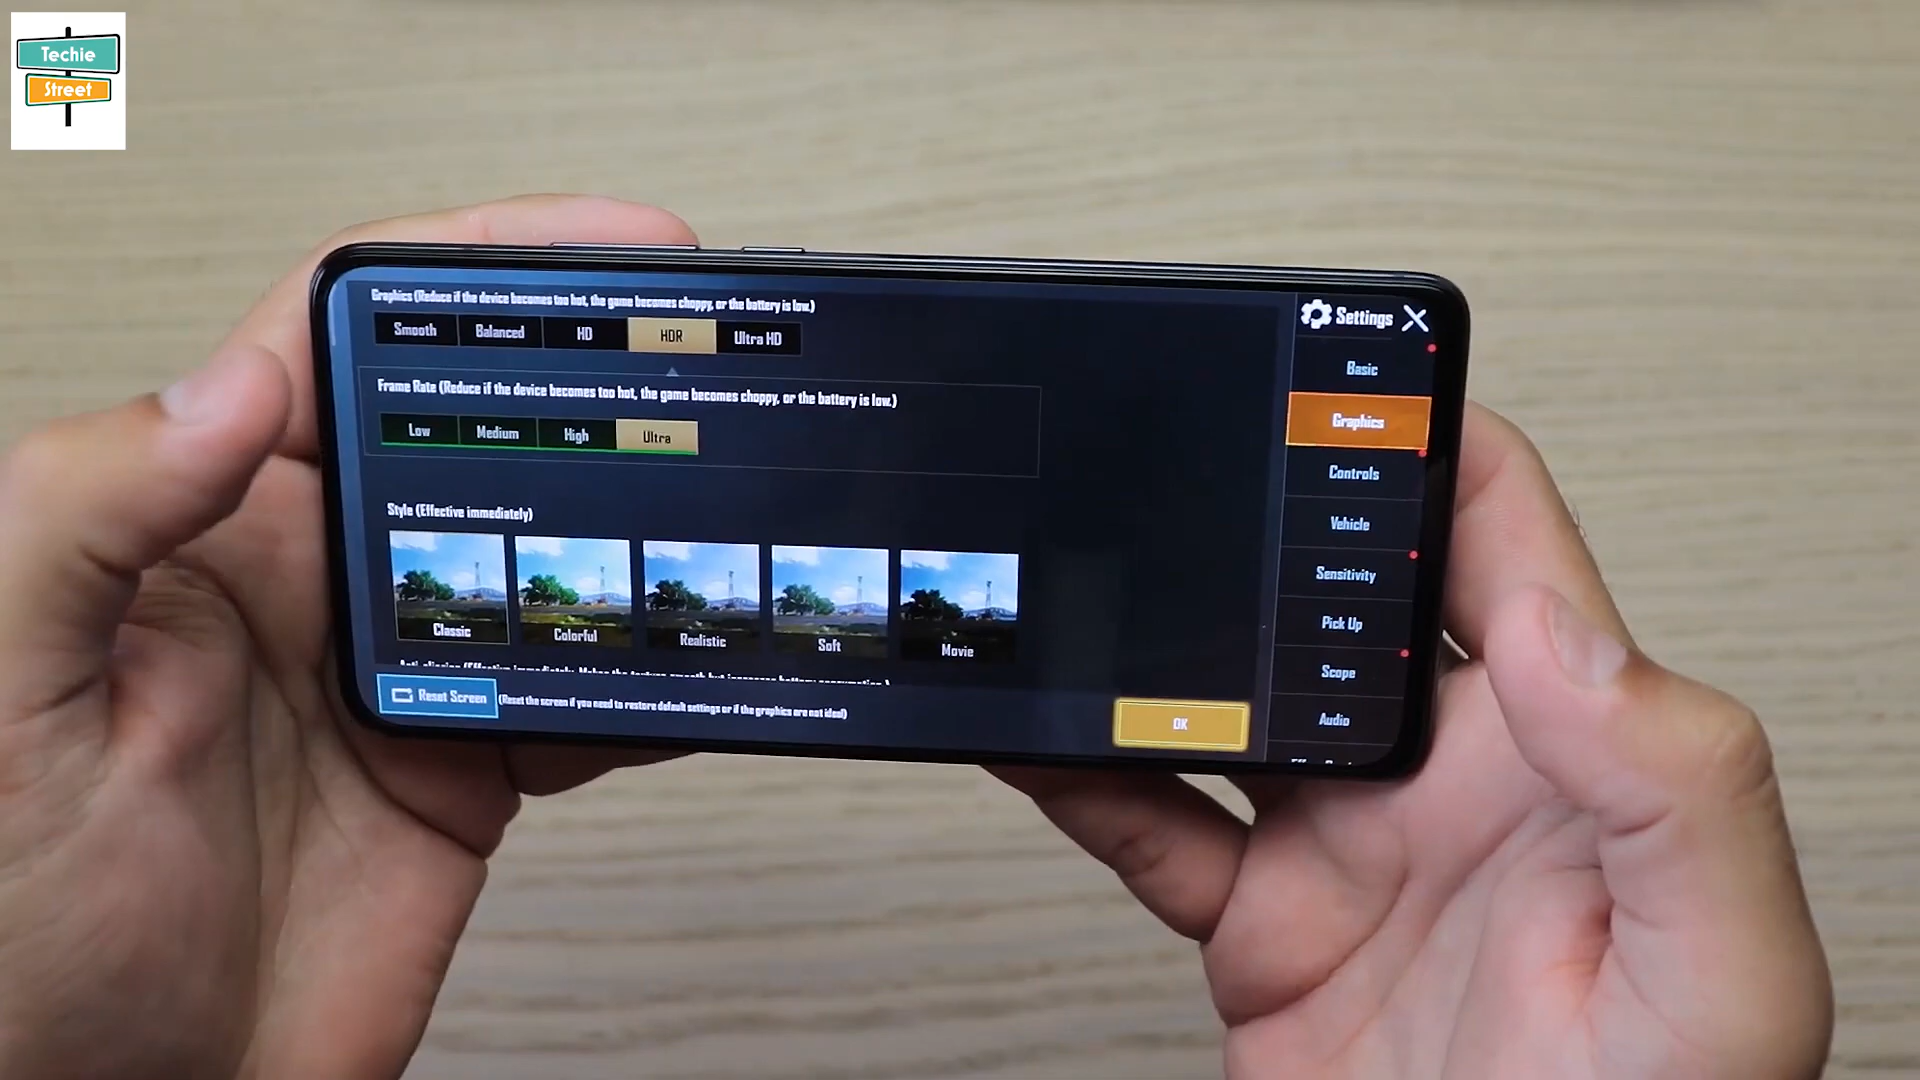 Techie
Street
Graphics (Reduce if the device becomes too hot, the game becomes choppy, or the battery is low.)
Smooth Balanced HD HDR Ultra HD
Frame Rate (Reduce if the device becomes too hot, the game becomes choppy, or the battery is low.)
Low Medium High Ultra
Style (Effective immediately)
Classic Colorful Realistic Soft Movie
Reset Screen (Reset the screen if you need to restore default settings or if the graphics are not ideal)
OK
Settings
Basic
Graphics
Controls
Vehicle
Sensitivity
Pick Up
Scope
Audio